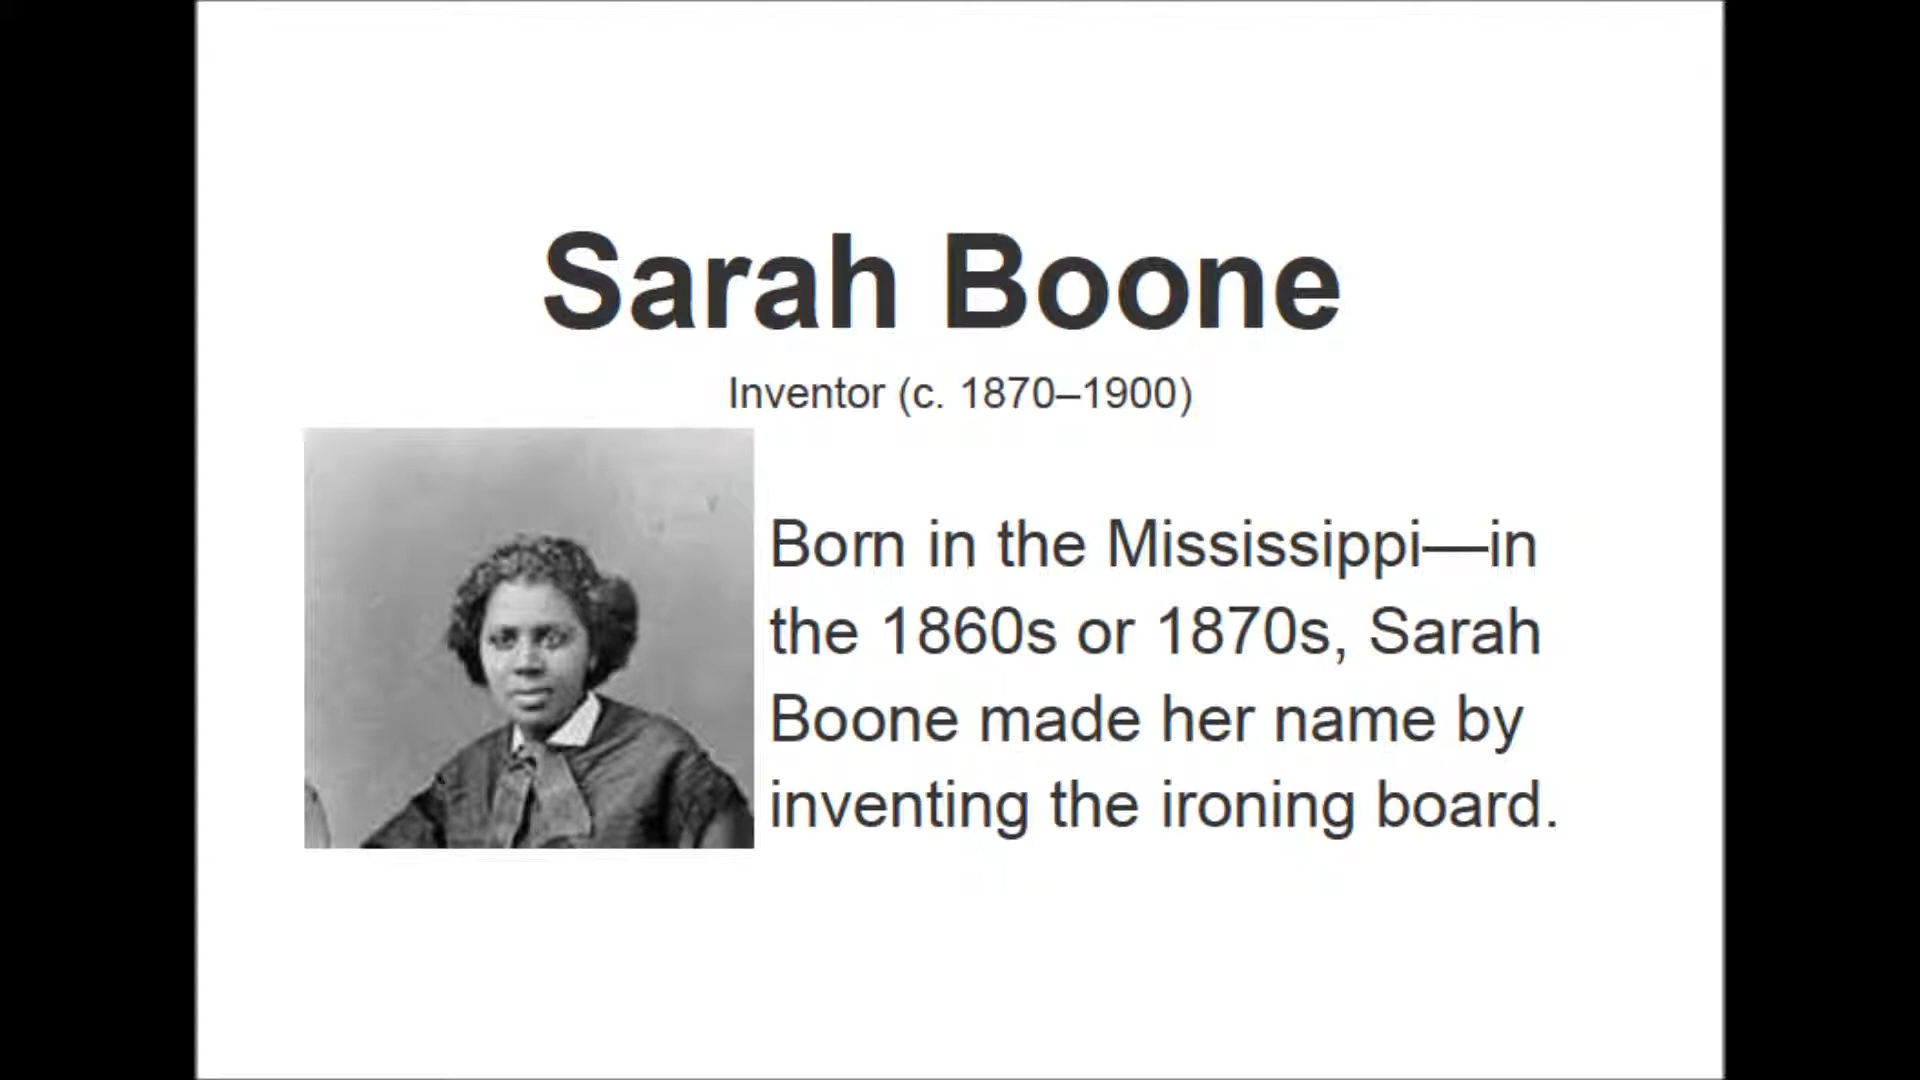 Sarah Boone
Inventor (c. 1870–1900)
Born in the Mississippi—in
the 1860s or 1870s, Sarah
Boone made her name by
inventing the ironing board.